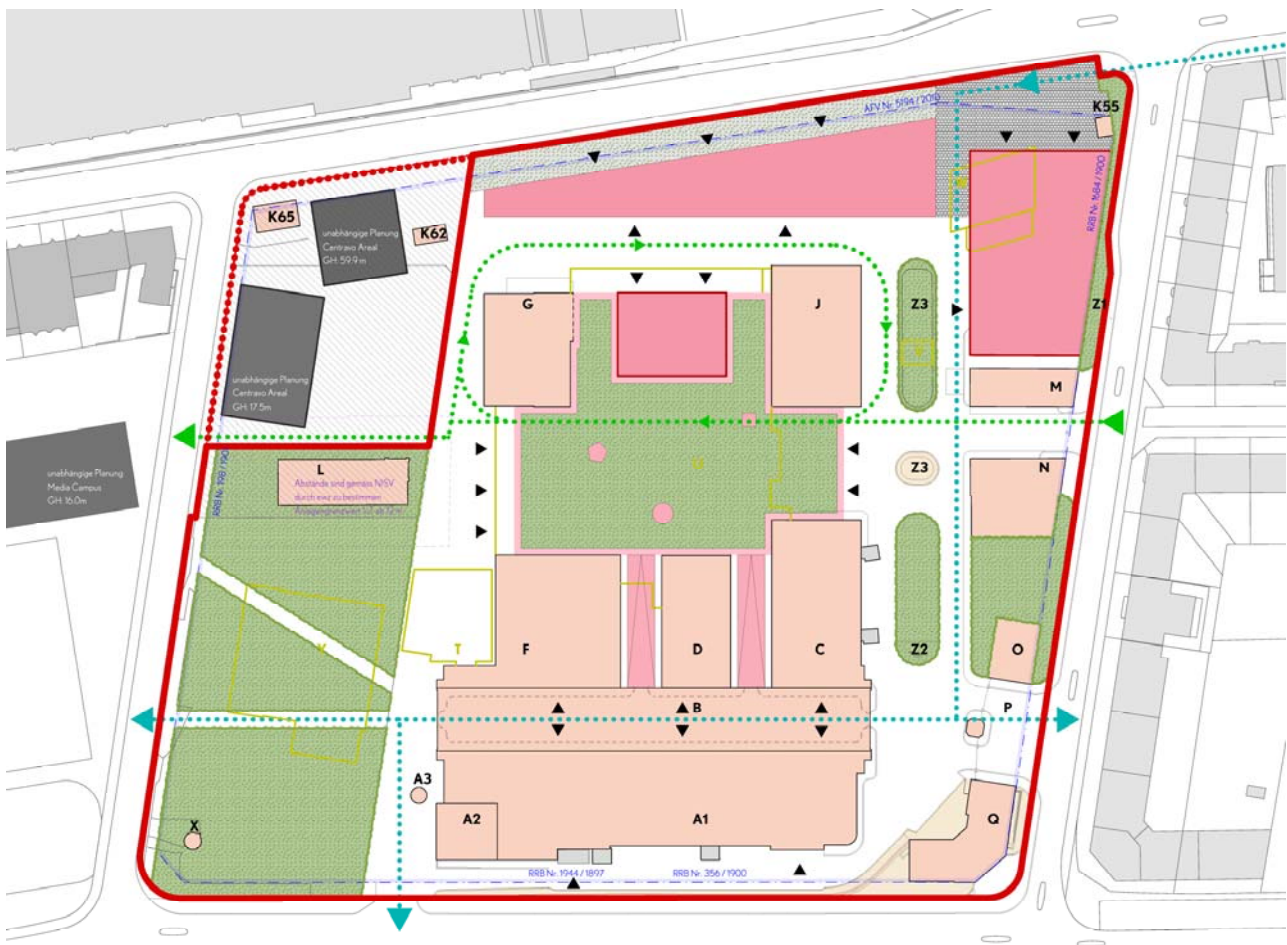 K55
AFV Nr. 5194 / 2010
RRB Nr. 1684 / 1900
K65
unabhängige Planung
Centravo Areal
GH: 59.9 m
K62
G
J
Z3
Z1
unabhängige Planung
Centravo Areal
GH: 17.5m
M
unabhängige Planung
Media Campus
GH: 16.0m
L
Abstände sind gemäss NISV
durch ewz zu bestimmen
Z3
N
T
F
D
C
Z2
O
B
P
A3
X
A2
A1
Q
RRB Nr. 1944 / 1897
RRB Nr. 356 / 1900